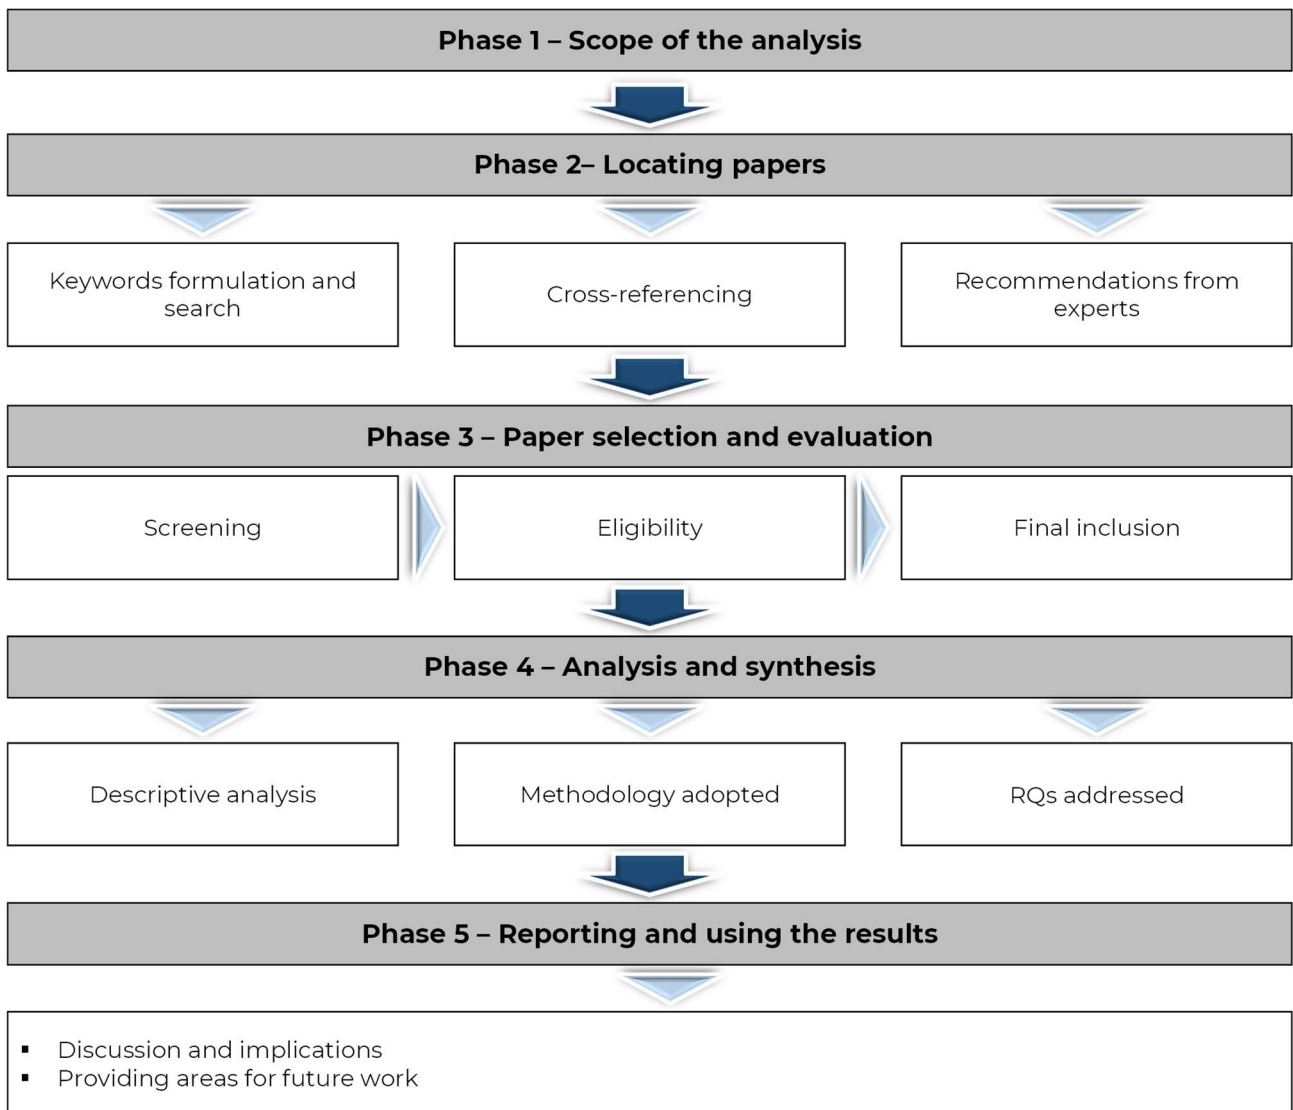 Phase 1 – Scope of the analysis
Phase 2– Locating papers
Keywords formulation and
search
Cross-referencing
Recommendations from
experts
Phase 3 – Paper selection and evaluation
Screening
Eligibility
Final inclusion
Phase 4 – Analysis and synthesis
Descriptive analysis
Methodology adopted
RQs addressed
Phase 5 – Reporting and using the results
▪ Discussion and implications
▪ Providing areas for future work